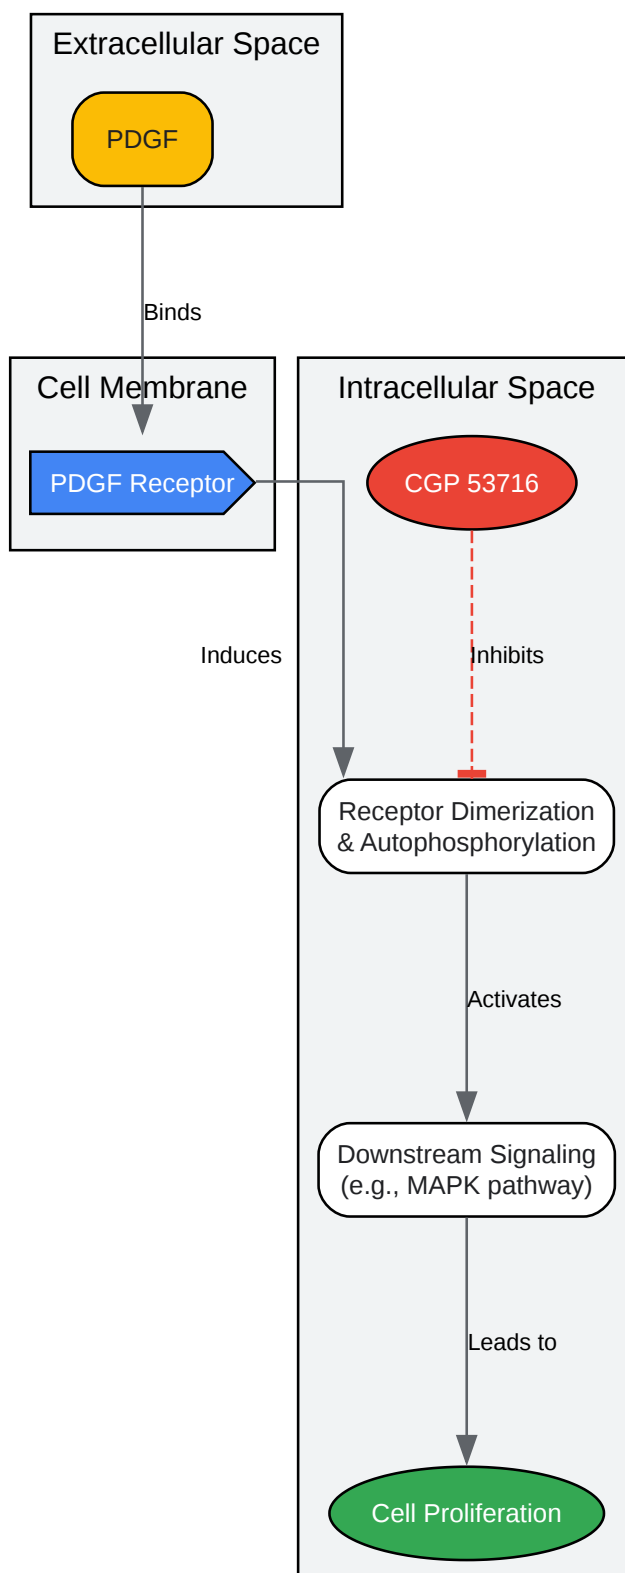 Extracellular Space
PDGF
Binds
Cell Membrane
PDGF Receptor
Intracellular Space
CGP 53716
Induces
Inhibits
Receptor Dimerization
& Autophosphorylation
Activates
Downstream Signaling
(e.g., MAPK pathway)
Leads to
Cell Proliferation